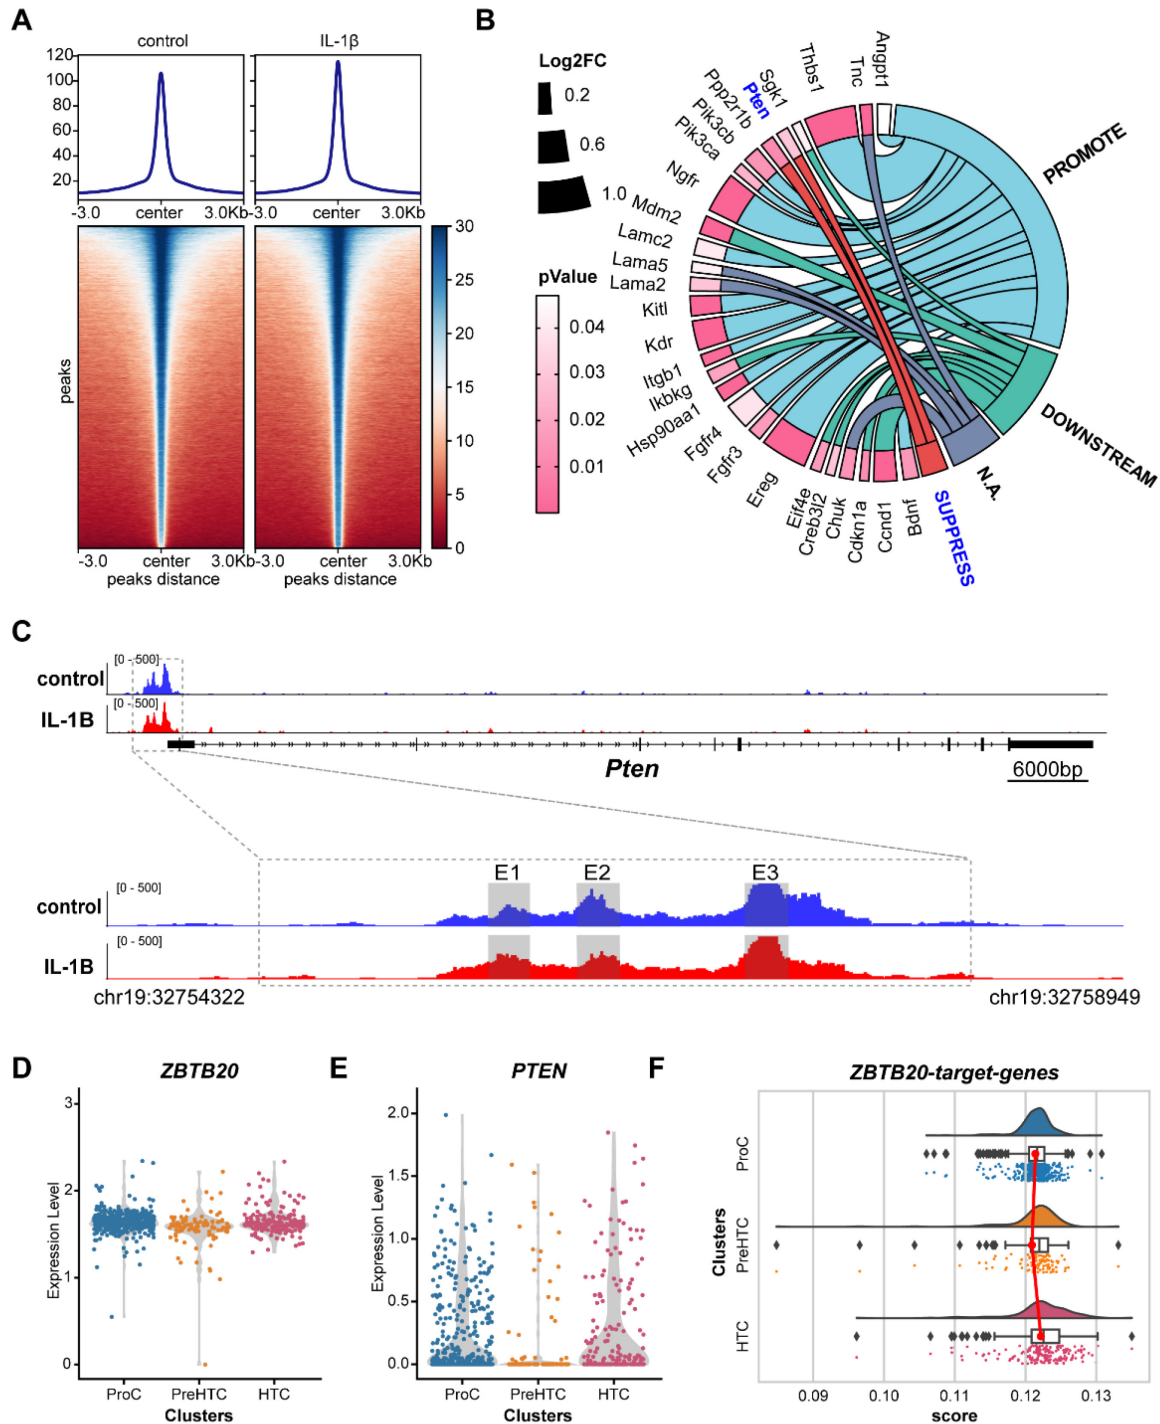 A
control
IL-1β
120
100
80
60
40
20
-3.0 center 3.0Kb
-3.0 center 3.0Kb
peaks
30
25
20
15
10
5
0
-3.0 center 3.0Kb
-3.0 center 3.0Kb
peaks distance
peaks distance
B
Log2FC
0.2
0.6
1.0
pValue
0.04
0.03
0.02
0.01
Angpt1
Tnc
Thbs1
Sgk1
Pten
Ppp2r1b
Pik3cb
Pik3ca
Ngfr
Mdm2
Lamc2
Lama5
Lama2
Kitl
Kdr
Itgb1
Ikbkg
Hsp90aa1
Fgfr4
Fgfr3
Ereg
Eif4e
Creb3l2
Chuk
Cdkn1a
Ccnd1
Bdnf
SUPPRESS
N.A.
DOWNSTREAM
PROMOTE
C
[0 - 500]
control
[0 - 500]
IL-1B
Pten
6000bp
E1 E2 E3
[0 - 500]
control
[0 - 500]
IL-1B
chr19:32754322
chr19:32758949
D
ZBTB20
Expression Level
3
2
1
0
ProC PreHTC HTC
Clusters
E
PTEN
Expression Level
2.0
1.5
1.0
0.5
0.0
ProC PreHTC HTC
Clusters
F
ZBTB20-target-genes
Clusters
ProC
PreHTC
HTC
0.09 0.10 0.11 0.12 0.13
score